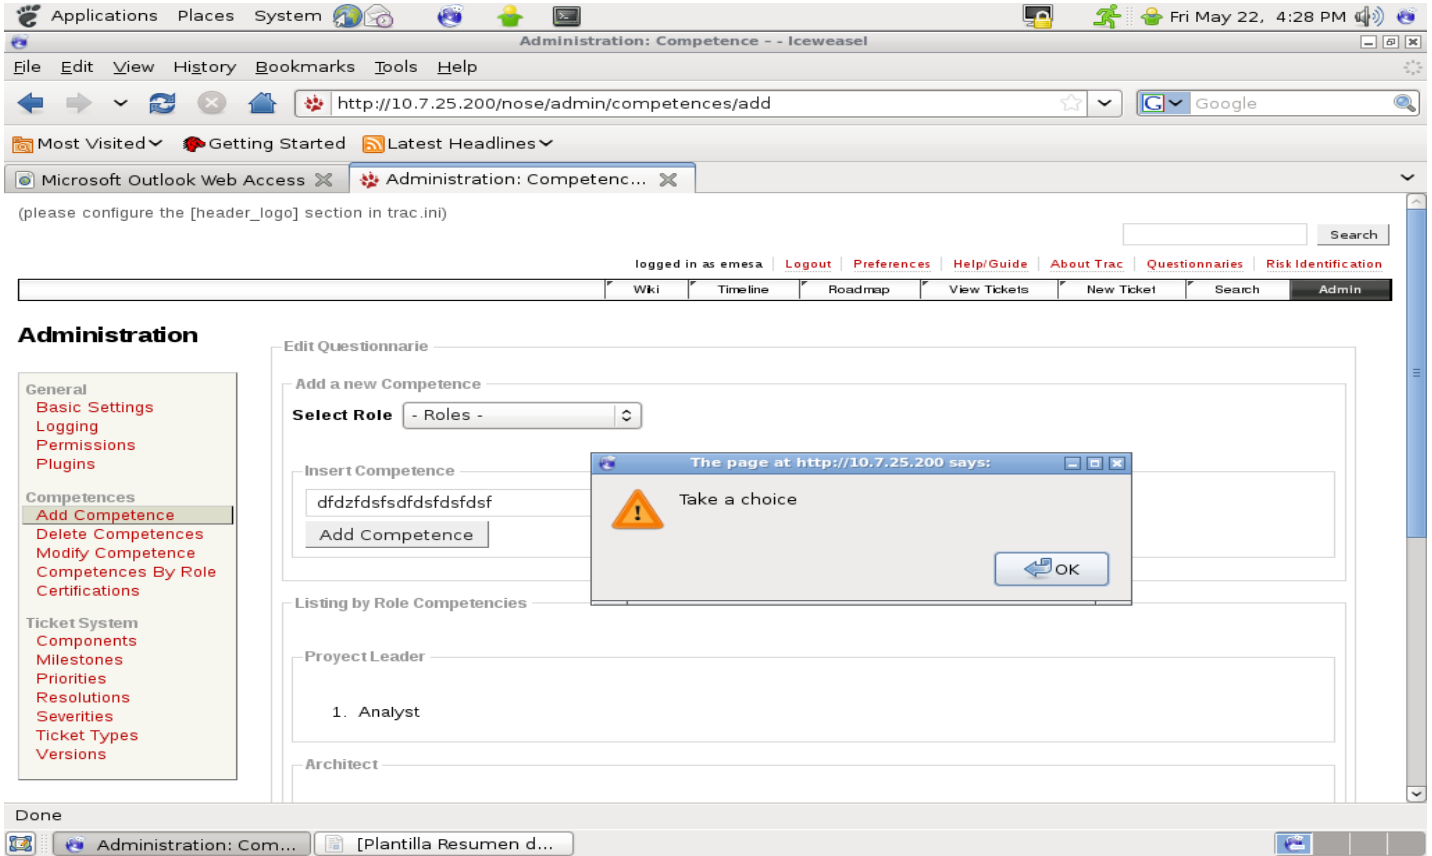 Applications Places System Fri May 22, 4:28 PM
Administration: Competence - - Iceweasel
File Edit View History Bookmarks Tools Help
http://10.7.25.200/nose/admin/competences/add G Google
Most Visited Getting Started Latest Headlines
Microsoft Outlook Web Access Administration: Competenc...
(please configure the [header_logo] section in trac.ini)
Search
logged in as emesa Logout Preferences Help/Guide About Trac Questionnaries Risk Identification
Wiki Timeline Roadmap View Tickets New Ticket Search Admin
Administration
General
Basic Settings
Logging
Permissions
Plugins
Competences
Add Competence
Delete Competences
Modify Competence
Competences By Role
Certifications
Ticket System
Components
Milestones
Priorities
Resolutions
Severities
Ticket Types
Versions
Edit Questionnarie
Add a new Competence
Select Role - Roles -
Insert Competence
dfdzfdsfsdfdsfdsfdsf
Add Competence
The page at http://10.7.25.200 says:
Take a choice
OK
Listing by Role Competencies
Proyect Leader
1. Analyst
Architect
Done
Administration: Com... [Plantilla Resumen d...